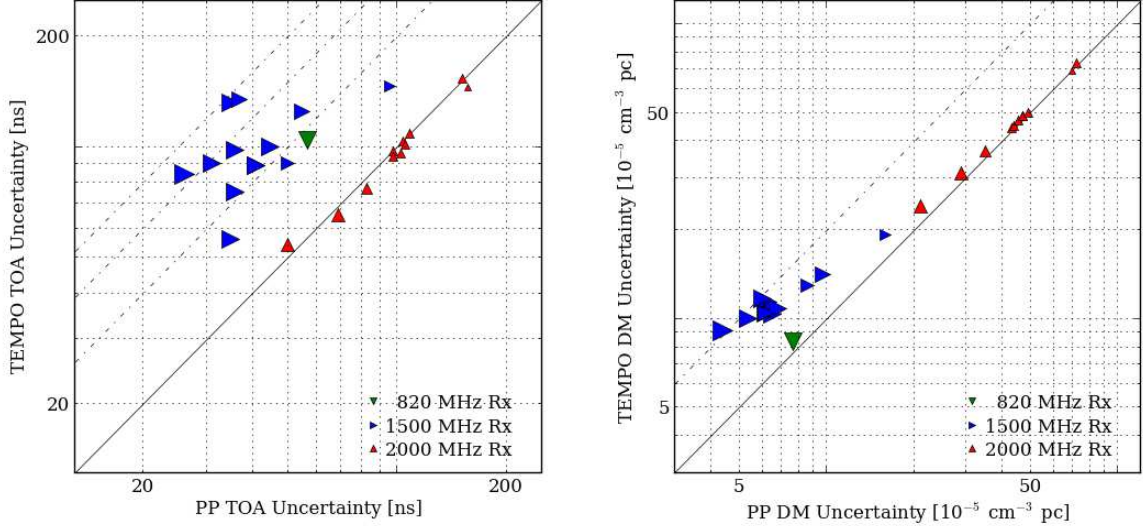 200
20
TEMPO TOA Uncertainty [ns]
820 MHz Rx
1500 MHz Rx
2000 MHz Rx
20
200
PP TOA Uncertainty [ns]
50
5
TEMPO DM Uncertainty [10⁻⁵ cm⁻³ pc]
820 MHz Rx
1500 MHz Rx
2000 MHz Rx
5
50
PP DM Uncertainty [10⁻⁵ cm⁻³ pc]